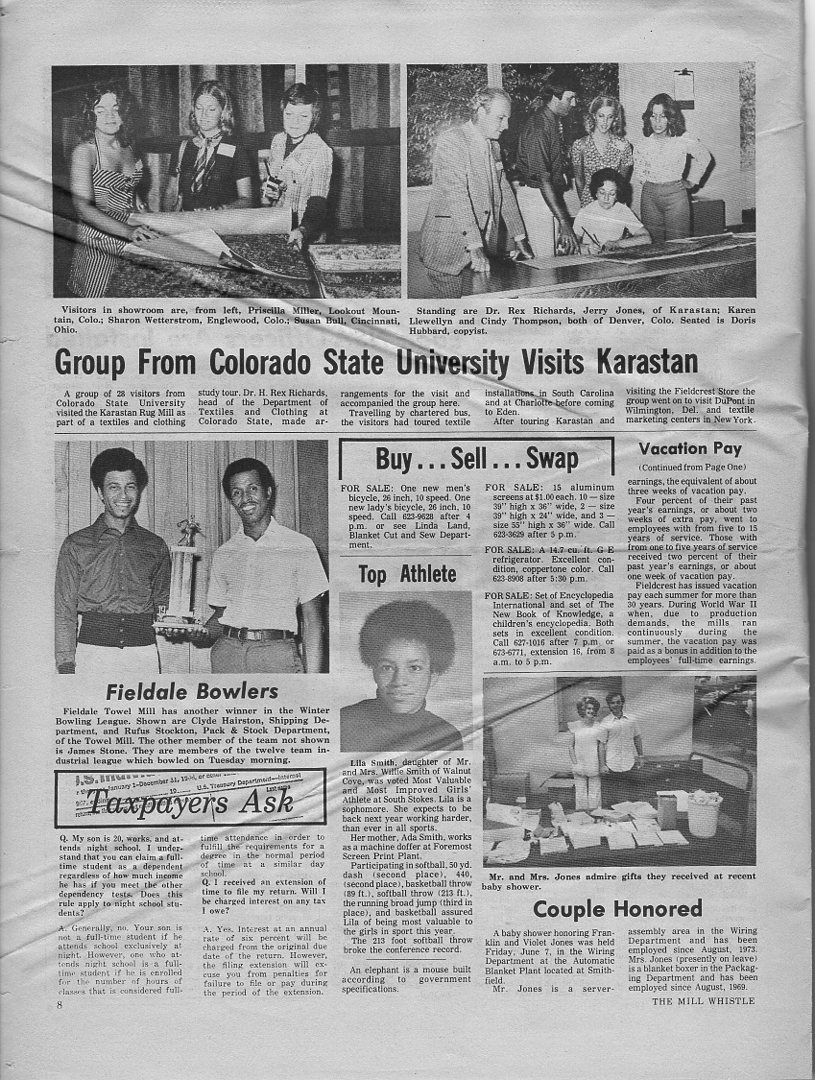 Visitors in showroom are, from left, Priscilla Miller, Lookout Moun-
tain, Colo.; Sharon Wetterstrom, Englewood, Colo.; Susan Bull, Cincinnati,
Ohio.
Standing are Dr. Rex Richards, Jerry Jones, of Karastan; Karen
Llewellyn and Cindy Thompson, both of Denver, Colo. Seated is Doris
Hubbard, copyist.
Group From Colorado State University Visits Karastan
A group of 28 visitors from
Colorado State University
visited the Karastan Rug Mill as
part of a textiles and clothing
study tour. Dr. H. Rex Richards,
head of the Department of
Textiles and Clothing at
Colorado State, made ar-
rangements for the visit and
accompanied the group here.
Travelling by chartered bus,
the visitors had toured textile
installations in South Carolina
and at Charlotte before coming
to Eden.
After touring Karastan and
visiting the Fieldcrest Store the
group went on to visit DuPont in
Wilmington, Del. and textile
marketing centers in New York.
Fieldale Bowlers
Fieldale Towel Mill has another winner in the Winter
Bowling League. Shown are Clyde Hairston, Shipping De-
partment, and Rufus Stockton, Pack & Stock Department,
of the Towel Mill. The other member of the team not shown
is James Stone. They are members of the twelve team in-
dustrial league which bowled on Tuesday morning.
Taxpayers Ask
Q. My son is 20, works, and at-
tends night school. I under-
stand that you can claim a full-
time student as a dependent
regardless of how much income
he has if you meet the other
dependency tests. Does this
rule apply to night school stu-
dents?
A. Generally, no. Your son is
not a full-time student if he
attends school exclusively at
night. However, one who at-
tends night school is a full-
time student if he is enrolled
for the number of hours of
classes that is considered full-
time attendance in order to
fulfill the requirements for a
degree in the normal period
of time at a similar day
school.
Q. I received an extension of
time to file my return. Will I
be charged interest on any tax
I owe?
A. Yes. Interest at an annual
rate of six percent will be
charged from the original due
date of the return. However,
the filing extension will ex-
cuse you from penalties for
failure to file or pay during
the period of the extension.
Buy...Sell...Swap
FOR SALE: One new men's
bicycle, 26 inch, 10 speed. One
new lady's bicycle, 26 inch, 10
speed. Call 623-9628 after 4
p.m. or see Linda Land,
Blanket Cut and Sew Depart-
ment.
FOR SALE: 15 aluminum
screens at $1.00 each. 10 — size
39" high x 36" wide, 2 — size
39" high x 24" wide, and 3 —
size 55" high x 36" wide. Call
623-3629 after 5 p.m.
FOR SALE: A 14.7 cu. ft. G E
refrigerator. Excellent con-
dition, coppertone color. Call
623-8908 after 5:30 p.m.
FOR SALE: Set of Encyclopedia
International and set of The
New Book of Knowledge, a
children's encyclopedia. Both
sets in excellent condition.
Call 627-1016 after 7 p.m. or
673-6771, extension 16, from 8
a.m. to 5 p.m.
Top Athlete
Lila Smith, daughter of Mr.
and Mrs. Willie Smith of Walnut
Cove, was voted Most Valuable
and Most Improved Girls'
Athlete at South Stokes. Lila is a
sophomore. She expects to be
back next year working harder,
than ever in all sports.
Her mother, Ada Smith, works
as a machine doffer at Foremost
Screen Print Plant.
Participating in softball, 50 yd.
dash (second place), 440,
(second place), basketball throw
(89 ft.), softball throw (213 ft.),
the running broad jump (third in
place), and basketball assured
Lila of being most valuable to
the girls in sport this year.
The 213 foot softball throw
broke the conference record.
An elephant is a mouse built
according to government
specifications.
Vacation Pay
(Continued from Page One)
earnings, the equivalent of about
three weeks of vacation pay.
Four percent of their past
year's earnings, or about two
weeks of extra pay, went to
employees with from five to 15
years of service. Those with
from one to five years of service
received two percent of their
past year's earnings, or about
one week of vacation pay.
Fieldcrest has issued vacation
pay each summer for more than
30 years. During World War II
when, due to production
demands, the mills ran
continuously during the
summer, the vacation pay was
paid as a bonus in addition to the
employees' full-time earnings.
Mr. and Mrs. Jones admire gifts they received at recent
baby shower.
Couple Honored
A baby shower honoring Fran-
klin and Violet Jones was held
Friday, June 7, in the Wiring
Department at the Automatic
Blanket Plant located at Smith-
field.
Mr. Jones is a server-
assembly area in the Wiring
Department and has been
employed since August, 1973.
Mrs. Jones (presently on leave)
is a blanket boxer in the Packag-
ing Department and has been
employed since August, 1969.
8
THE MILL WHISTLE